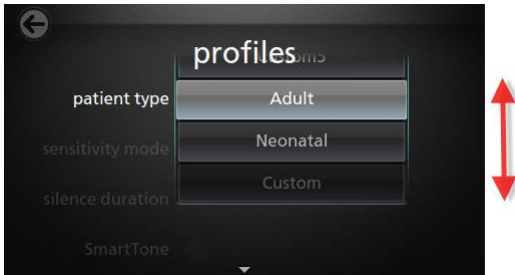 profiles
patient type
Adult
sensitivity mode
Neonatal
silence duration
Custom
SmartTone